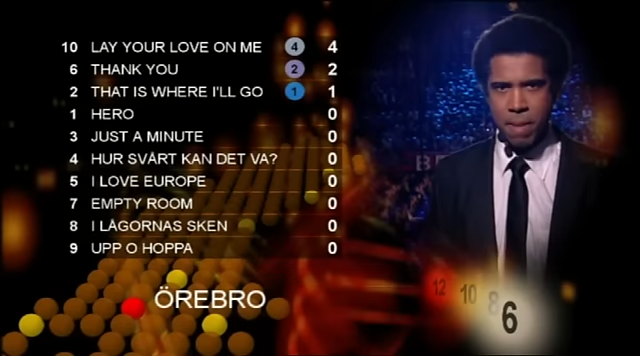 10 LAY YOUR LOVE ON ME 4 4
6 THANK YOU 2 2
2 THAT IS WHERE I'LL GO 1 1
1 HERO 0
3 JUST A MINUTE 0
4 HUR SVÅRT KAN DET VA? 0
5 I LOVE EUROPE 0
7 EMPTY ROOM 0
8 I LÅGORNAS SKEN 0
9 UPP O HOPPA 0
ÖREBRO
12 10 8 6